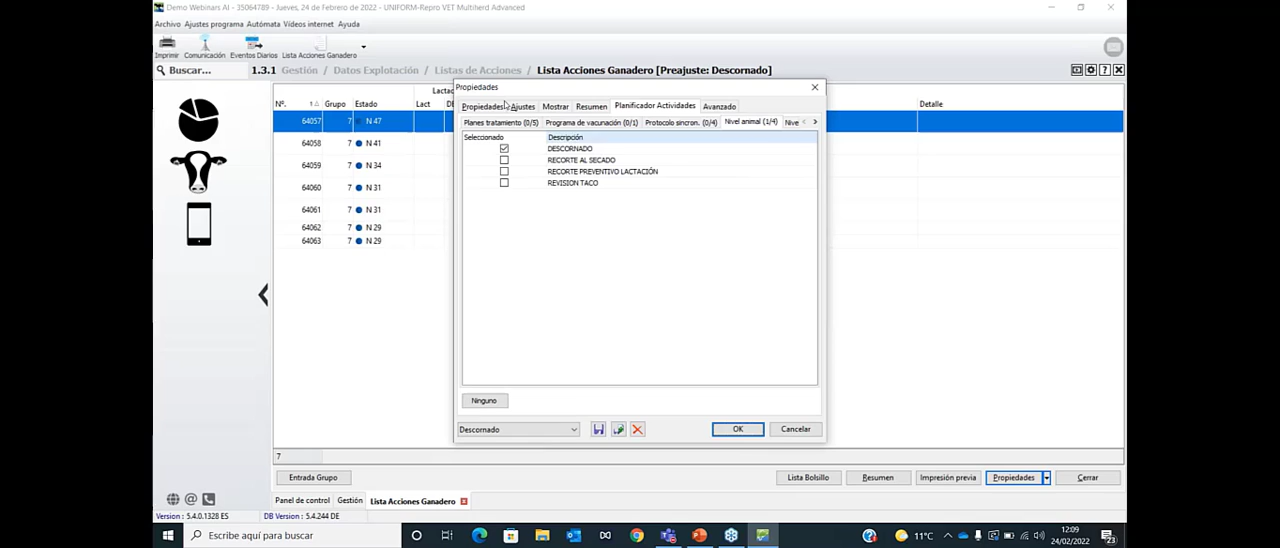 Demo Webinars AI - 35064789 - Jueves, 24 de Febrero de 2022 - UNIFORM-Repro VET Multiherd Advanced
Archivo Ajustes programa Autómata Vídeos internet Ayuda
Imprimir Comunicación Eventos Diarios Lista Acciones Ganadero
Buscar... 1.3.1 Gestión / Datos Explotación / Listas de Acciones / Lista Acciones Ganadero [Preajuste: Descornado]
Propiedades
Nº. 1 Grupo Estado Lact Detalle
64057 7 N 47
64058 7 N 41
64059 7 N 34
64060 7 N 31
64061 7 N 31
64062 7 N 29
64063 7 N 29
Propiedades Ajustes Mostrar Resumen Planificador Actividades Avanzado
Planes tratamiento (0/5) Programa de vacunación (0/1) Protocolo sincron. (0/4) Nivel animal (1/4) Nive
Seleccionado Descripción
DESCORNADO
RECORTE AL SECADO
RECORTE PREVENTIVO LACTACIÓN
REVISION TACO
Ninguno
Descornado OK Cancelar
7
Entrada Grupo Lista Bolsillo Resumen Impresión previa Propiedades Cerrar
Panel de control Gestión Lista Acciones Ganadero
Version : 5.4.0.1328 ES DB Version : 5.4.244 DE
Escribe aquí para buscar 11°C 12:09
24/02/2022 23